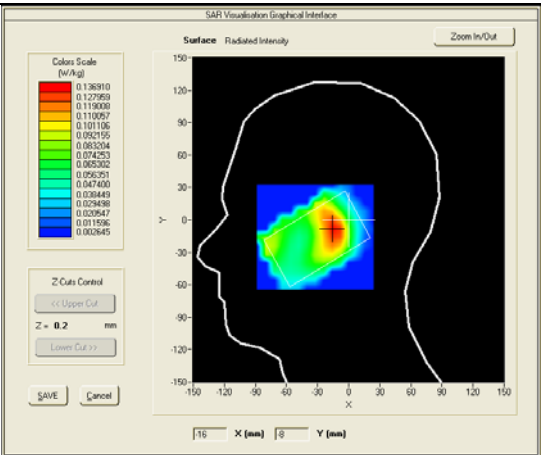 SAR Visualisation Graphical Interface
Surface Radiated Intensity
Zoom In/Out
Colors Scale
(W/kg)
0.136910
0.127959
0.119008
0.110057
0.101106
0.092155
0.083204
0.074253
0.065302
0.056351
0.047400
0.038449
0.029498
0.020547
0.011596
0.002645
Z-Cuts Control
<< Upper Cut
Z = 0.2 mm
Lower Cut >>
SAVE Cancel
150
120
90
60
30
0
-30
-60
-90
-120
-150
Y
-150 -120 -90 -60 -30 0 30 60 90 120 150
X
-16 X (mm) -8 Y (mm)